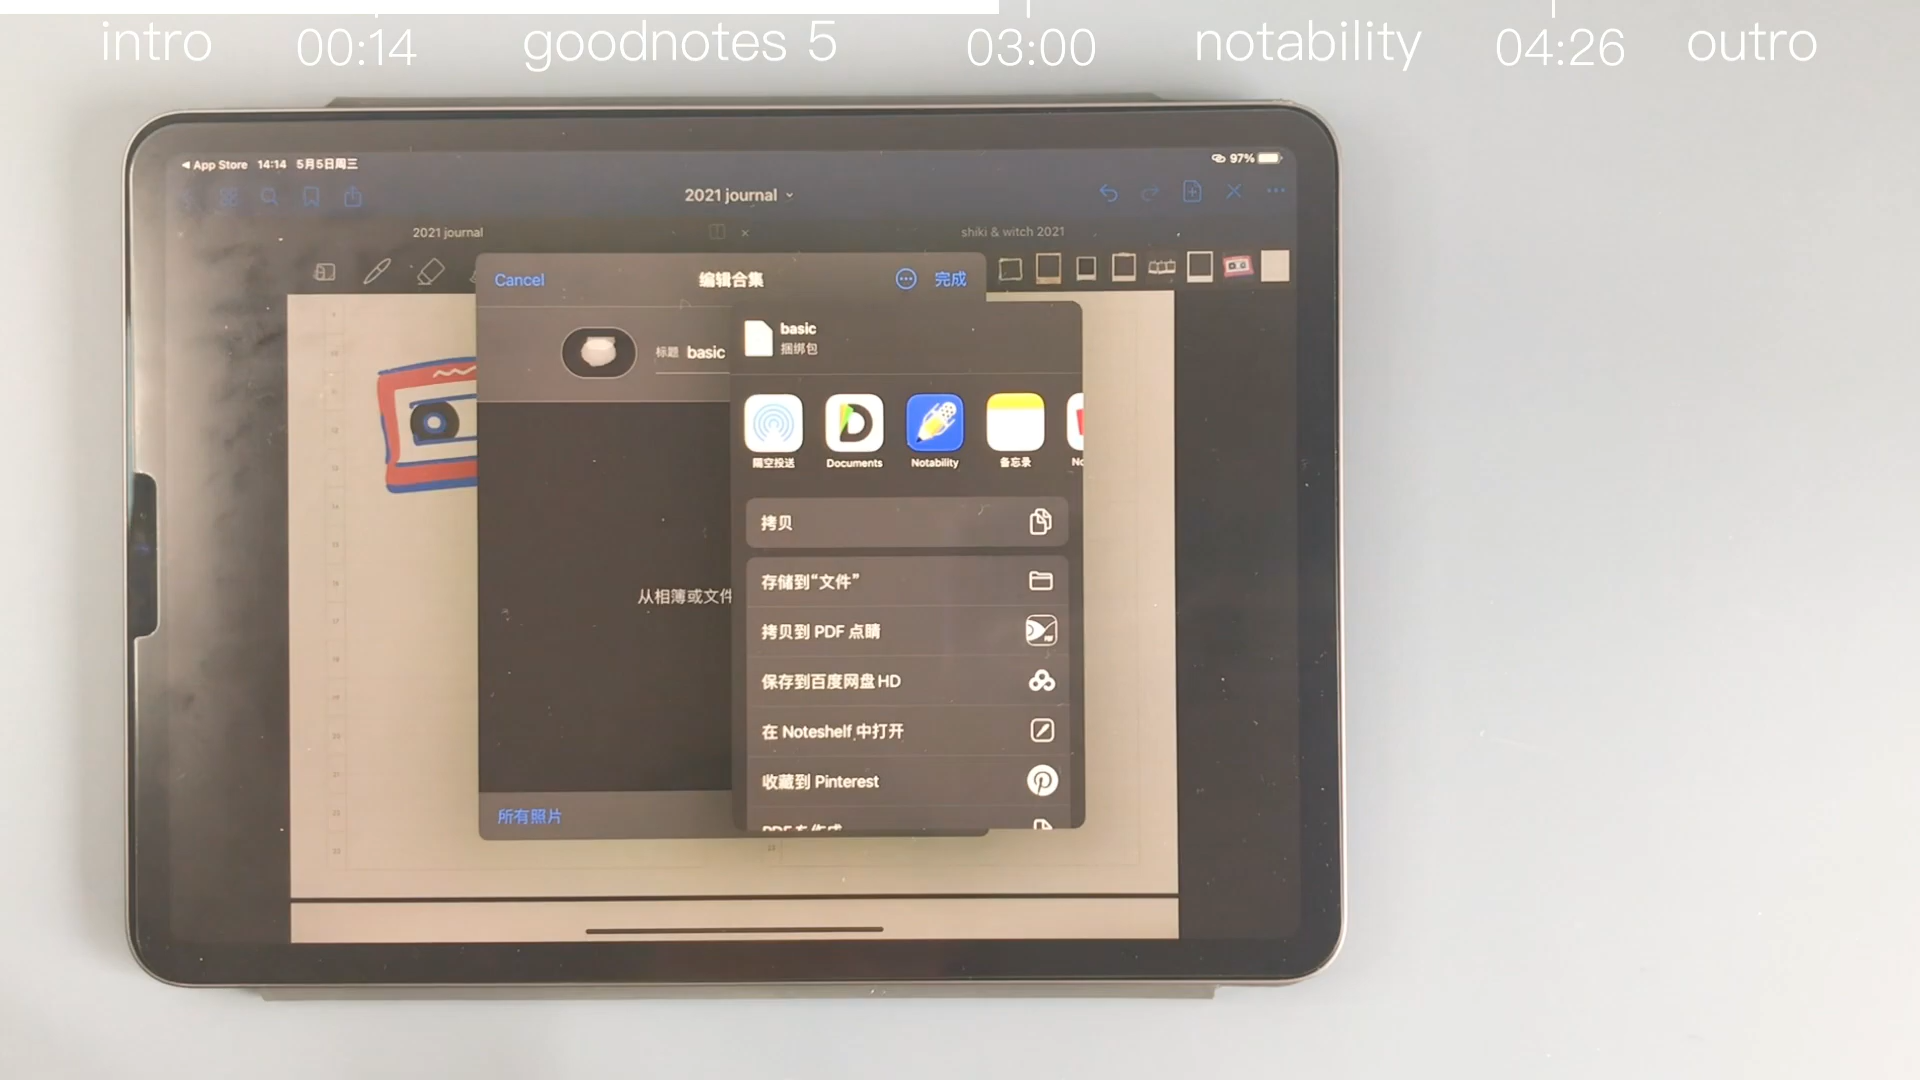 intro 00:14 goodnotes 5 03:00 notability 04:26 outro
App Store 14:14 5月5日周三
97%
2021 journal
2021 journal
shiki & witch 2021
Cancel
编辑合集
完成
标题 basic
basic
捆绑包
隔空投送
Documents
Notability
备忘录
拷贝
存储到“文件”
从相簿或文件
拷贝到 PDF 点睛
保存到百度网盘 HD
在 Noteshelf 中打开
收藏到 Pinterest
所有照片